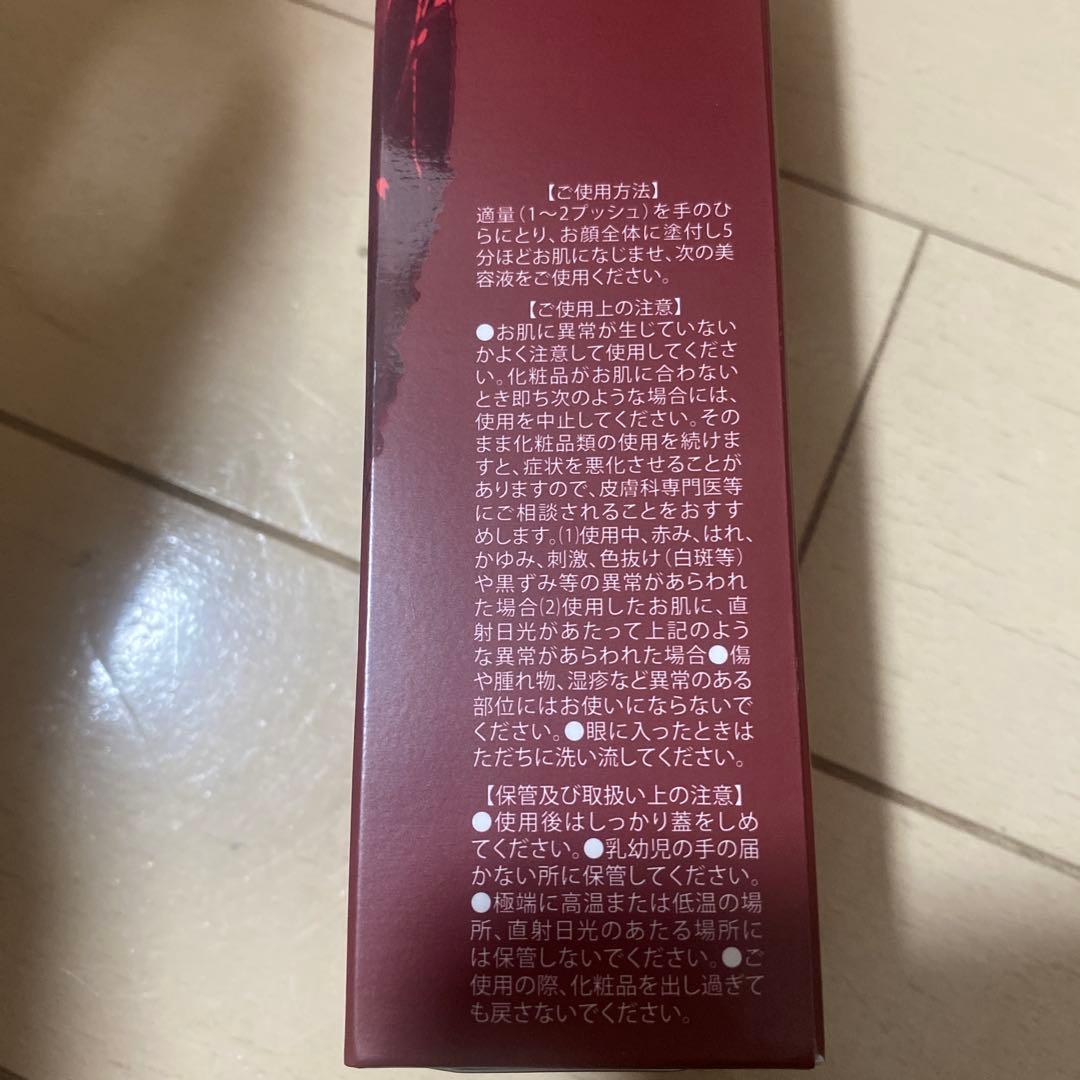 【ご使用方法】
適量(1〜2プッシュ)を手のひ
らにとり、お顔全体に塗付し5
分ほどお肌になじませ、次の美
容液をご使用ください。
【ご使用上の注意】
●お肌に異常が生じていない
かよく注意して使用してくださ
い。化粧品がお肌に合わない
とき即ち次のような場合には、
使用を中止してください。その
まま化粧品類の使用を続けま
すと、症状を悪化させることが
ありますので、皮膚科専門医等
にご相談されることをおすす
めします。(1)使用中、赤み、はれ、
かゆみ、刺激、色抜け(白斑等)
や黒ずみ等の異常があらわれ
た場合(2)使用したお肌に、直
射日光があたって上記のよう
な異常があらわれた場合●傷
や腫れ物、湿疹など異常のある
部位にはお使いにならないで
ください。●眼に入ったときは
ただちに洗い流してください。
【保管及び取扱い上の注意】
●使用後はしっかり蓋をしめ
てください。●乳幼児の手の届
かない所に保管してください。
●極端に高温または低温の場
所、直射日光のあたる場所に
は保管しないでください。●ご
使用の際、化粧品を出し過ぎて
も戻さないでください。